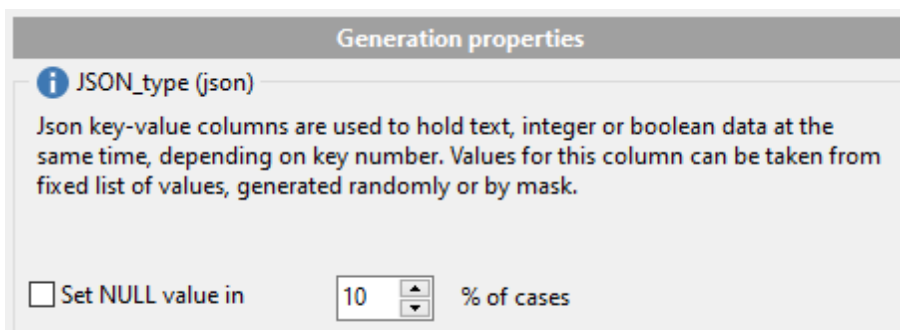 Generation properties
JSON_type (json)
Json key-value columns are used to hold text, integer or boolean data at the
same time, depending on key number. Values for this column can be taken from
fixed list of values, generated randomly or by mask.
Set NULL value in 10 % of cases